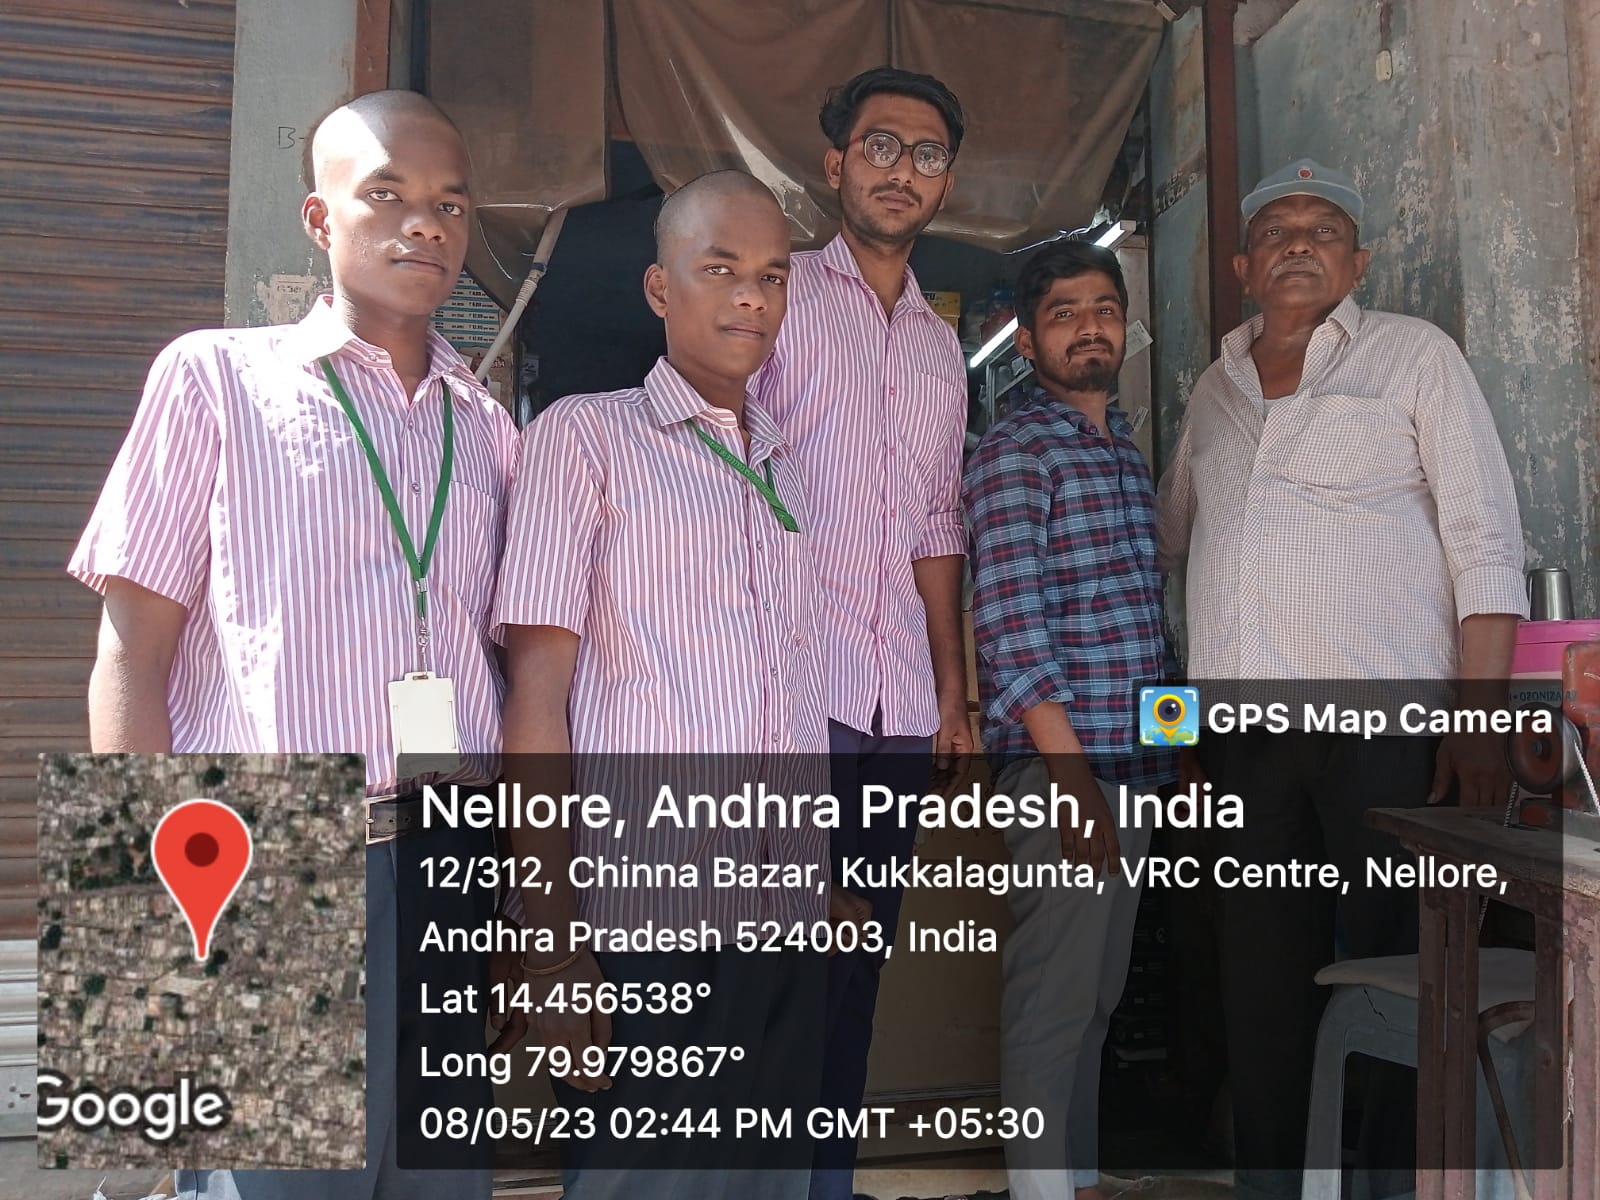 B-
GPS Map Camera
Nellore, Andhra Pradesh, India
12/312, Chinna Bazar, Kukkalagunta, VRC Centre, Nellore,
Andhra Pradesh 524003, India
Lat 14.456538°
Long 79.979867°
08/05/23 02:44 PM GMT +05:30
Google